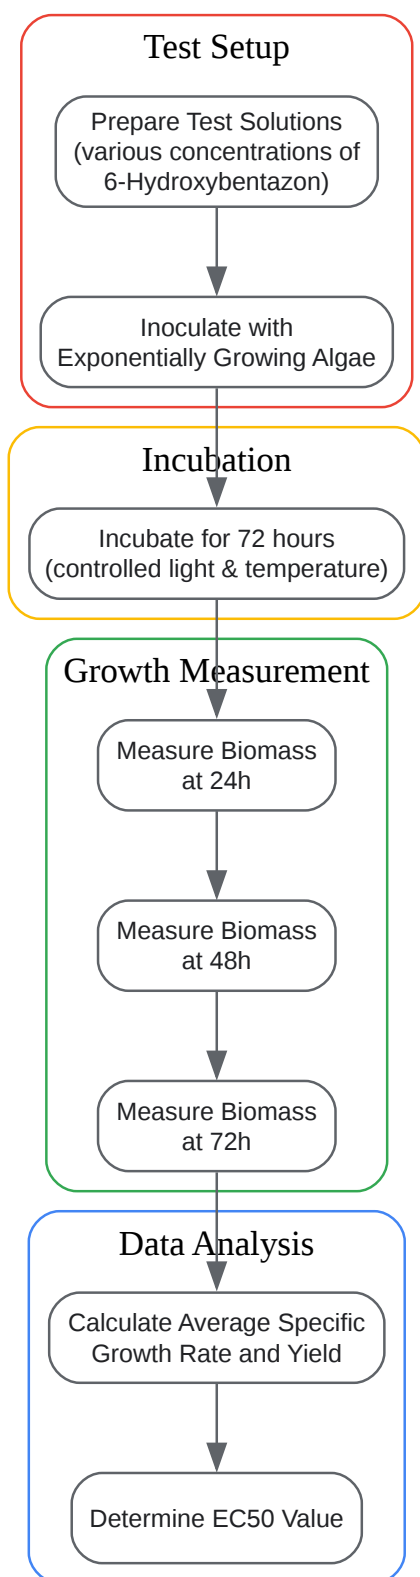 Test Setup
Prepare Test Solutions
(various concentrations of
6-Hydroxybentazon)
Inoculate with
Exponentially Growing Algae
Incubation
Incubate for 72 hours
(controlled light & temperature)
Growth Measurement
Measure Biomass
at 24h
Measure Biomass
at 48h
Measure Biomass
at 72h
Data Analysis
Calculate Average Specific
Growth Rate and Yield
Determine EC50 Value